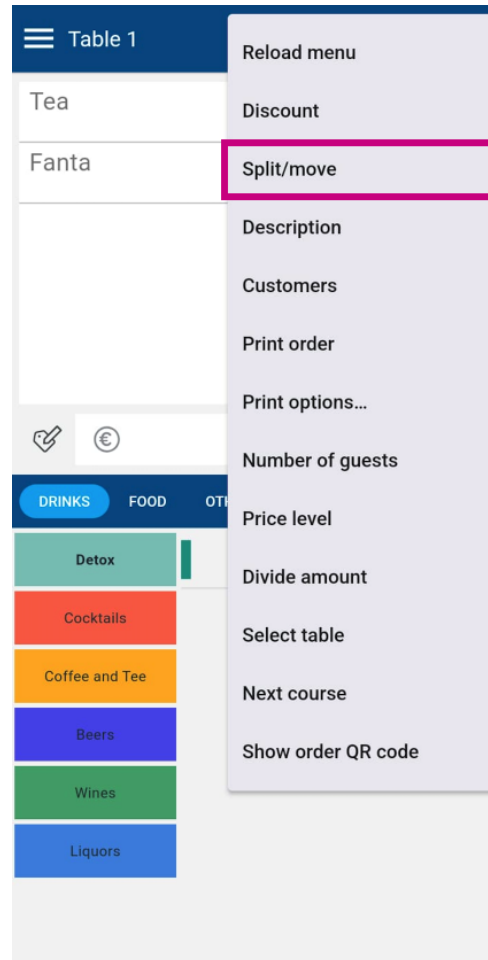 Table 1
Tea
Fanta
Reload menu
Discount
Split/move
Description
Customers
Print order
Print options...
Number of guests
Price level
Divide amount
Select table
Next course
Show order QR code
€
DRINKS FOOD OTH
Detox
Cocktails
Coffee and Tee
Beers
Wines
Liquors